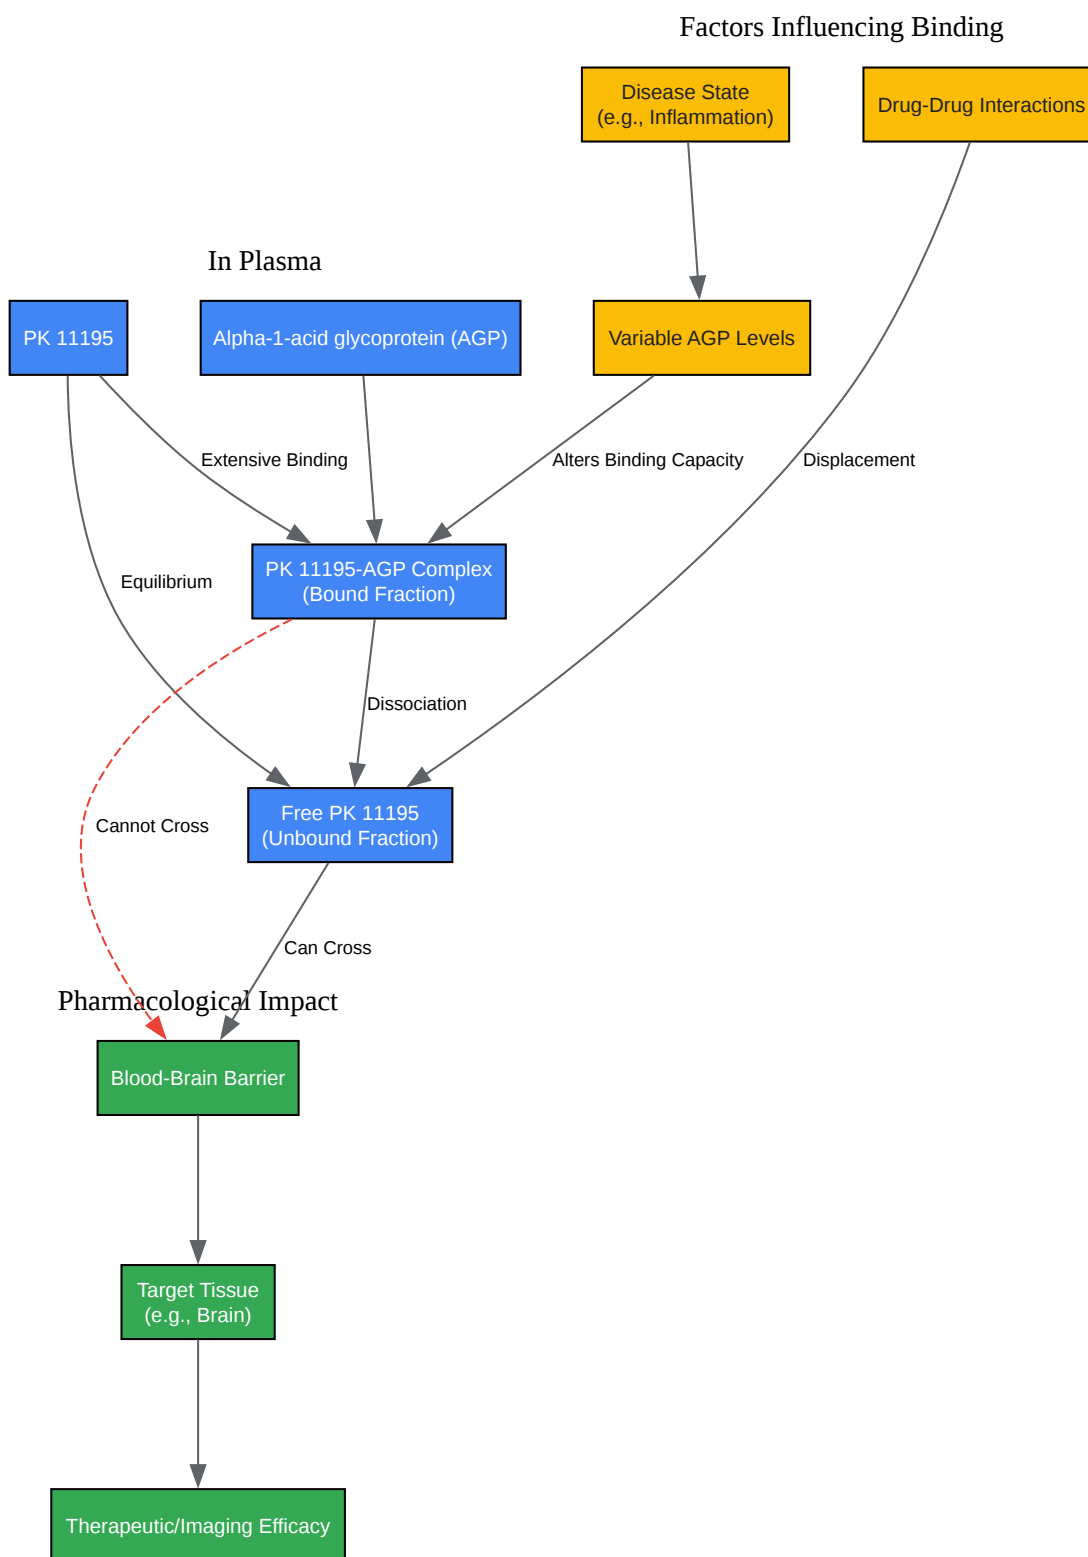 Factors Influencing Binding
Disease State
(e.g., Inflammation)
Drug-Drug Interactions
In Plasma
PK 11195
Alpha-1-acid glycoprotein (AGP)
Variable AGP Levels
Extensive Binding
Alters Binding Capacity
Displacement
PK 11195-AGP Complex
(Bound Fraction)
Equilibrium
Dissociation
Free PK 11195
(Unbound Fraction)
Cannot Cross
Can Cross
Pharmacological Impact
Blood-Brain Barrier
Target Tissue
(e.g., Brain)
Therapeutic/Imaging Efficacy